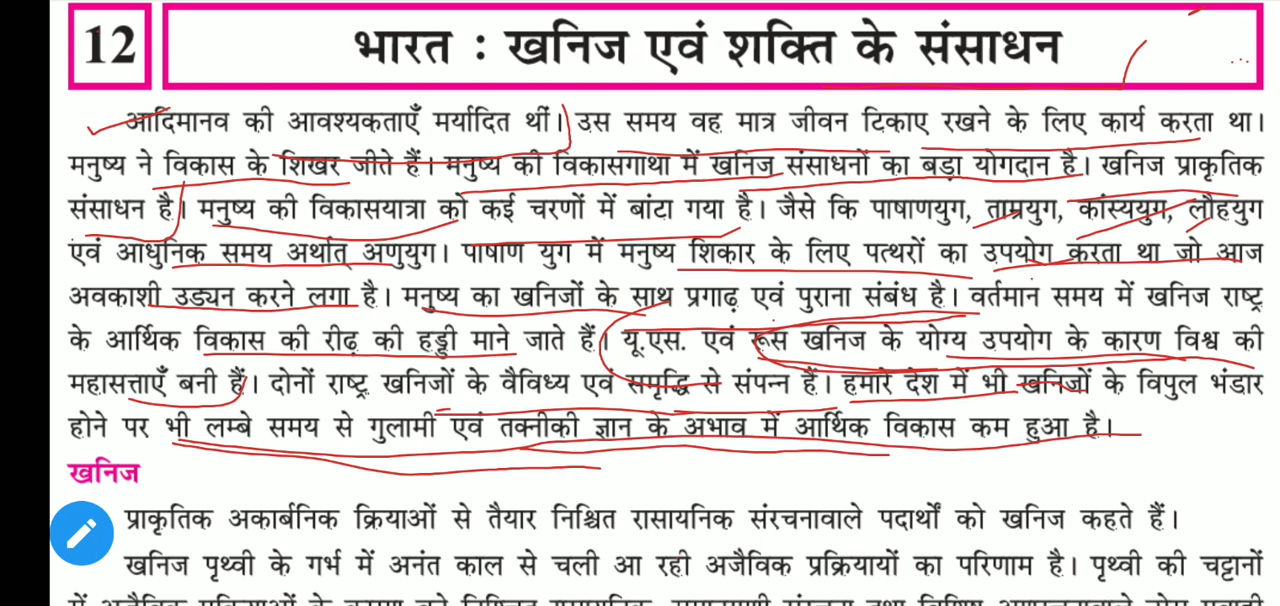 12
भारत : खनिज एवं शक्ति के संसाधन
आदिमानव की आवश्यकताएँ मर्यादित थीं। उस समय वह मात्र जीवन टिकाए रखने के लिए कार्य करता था।
मनुष्य ने विकास के शिखर जीते हैं। मनुष्य की विकासगाथा में खनिज संसाधनों का बड़ा योगदान है। खनिज प्राकृतिक
संसाधन है। मनुष्य की विकासयात्रा को कई चरणों में बांटा गया है। जैसे कि पाषाणयुग, ताम्रयुग, कांस्ययुग, लौहयुग
एवं आधुनिक समय अर्थात् अणुयुग। पाषाण युग में मनुष्य शिकार के लिए पत्थरों का उपयोग करता था जो आज
अवकाशी उड्यन करने लगा है। मनुष्य का खनिजों के साथ प्रगाढ़ एवं पुराना संबंध है। वर्तमान समय में खनिज राष्ट्र
के आर्थिक विकास की रीढ़ की हड्डी माने जाते हैं। यू.एस. एवं रूस खनिज के योग्य उपयोग के कारण विश्व की
महासत्ताएँ बनी हैं। दोनों राष्ट्र खनिजों के वैविध्य एवं समृद्धि से संपन्न हैं। हमारे देश में भी खनिजों के विपुल भंडार
होने पर भी लम्बे समय से गुलामी एवं तक्नीकी ज्ञान के अभाव में आर्थिक विकास कम हुआ है।
खनिज
प्राकृतिक अकार्बनिक क्रियाओं से तैयार निश्चित रासायनिक संरचनावाले पदार्थों को खनिज कहते हैं।
खनिज पृथ्वी के गर्भ में अनंत काल से चली आ रही अजैविक प्रक्रियायों का परिणाम है। पृथ्वी की चट्टानों